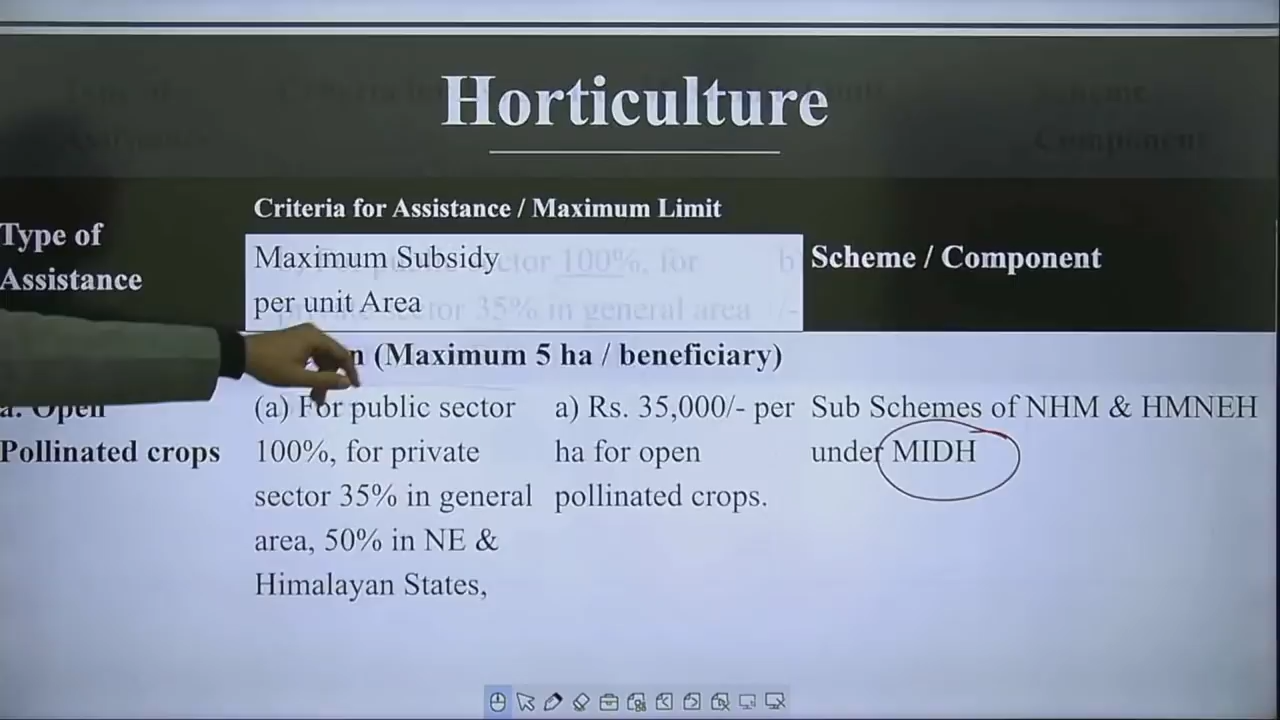 Horticulture
Type of
Assistance
Criteria for Assistance / Maximum Limit
Maximum Subsidy
per unit Area
Scheme / Component
(Maximum 5 ha / beneficiary)
a. Open
Pollinated crops
(a) For public sector
100%, for private
sector 35% in general
area, 50% in NE &
Himalayan States,
a) Rs. 35,000/- per
ha for open
pollinated crops.
Sub Schemes of NHM & HMNEH
under MIDH